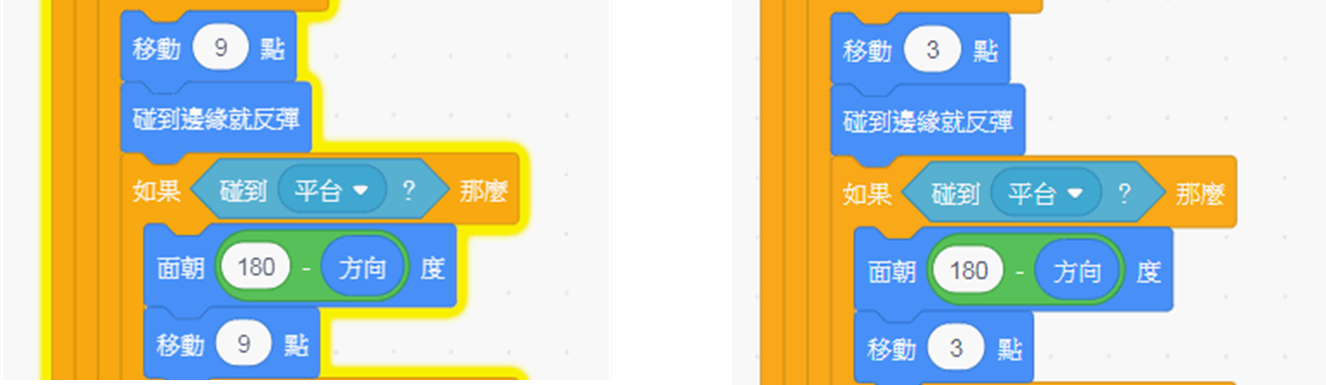 移動 9 點
碰到邊緣就反彈
如果 碰到 平台 ? 那麼
面朝 180 - 方向 度
移動 9 點
移動 3 點
碰到邊緣就反彈
如果 碰到 平台 ? 那麼
面朝 180 - 方向 度
移動 3 點